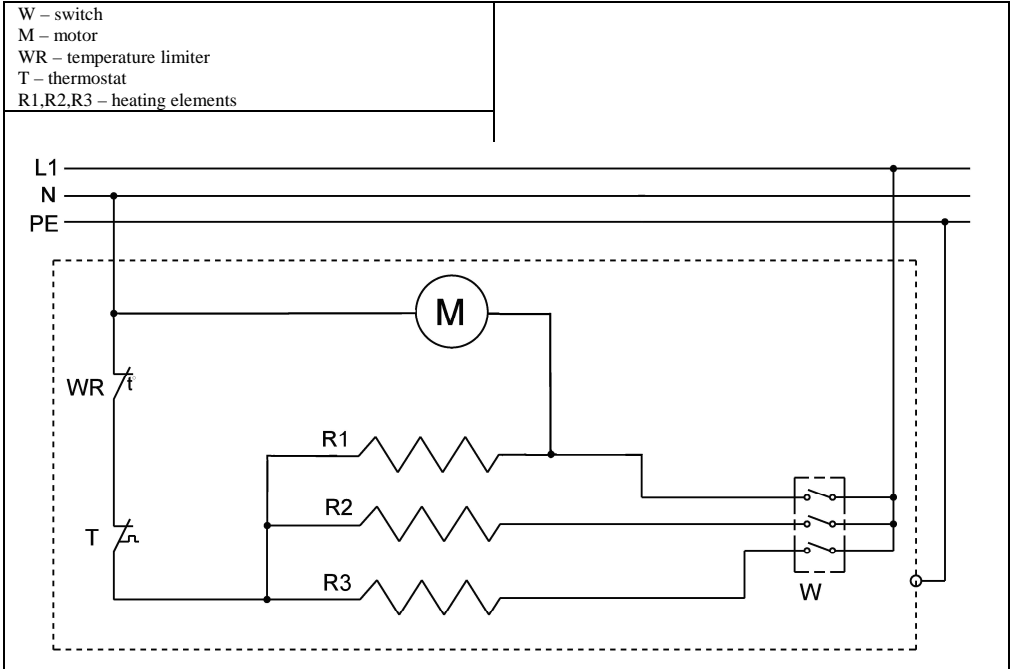 W – switch
M – motor
WR – temperature limiter
T – thermostat
R1,R2,R3 – heating elements
L1
N
PE
M
WR
t°
R1
R2
T
R3
W